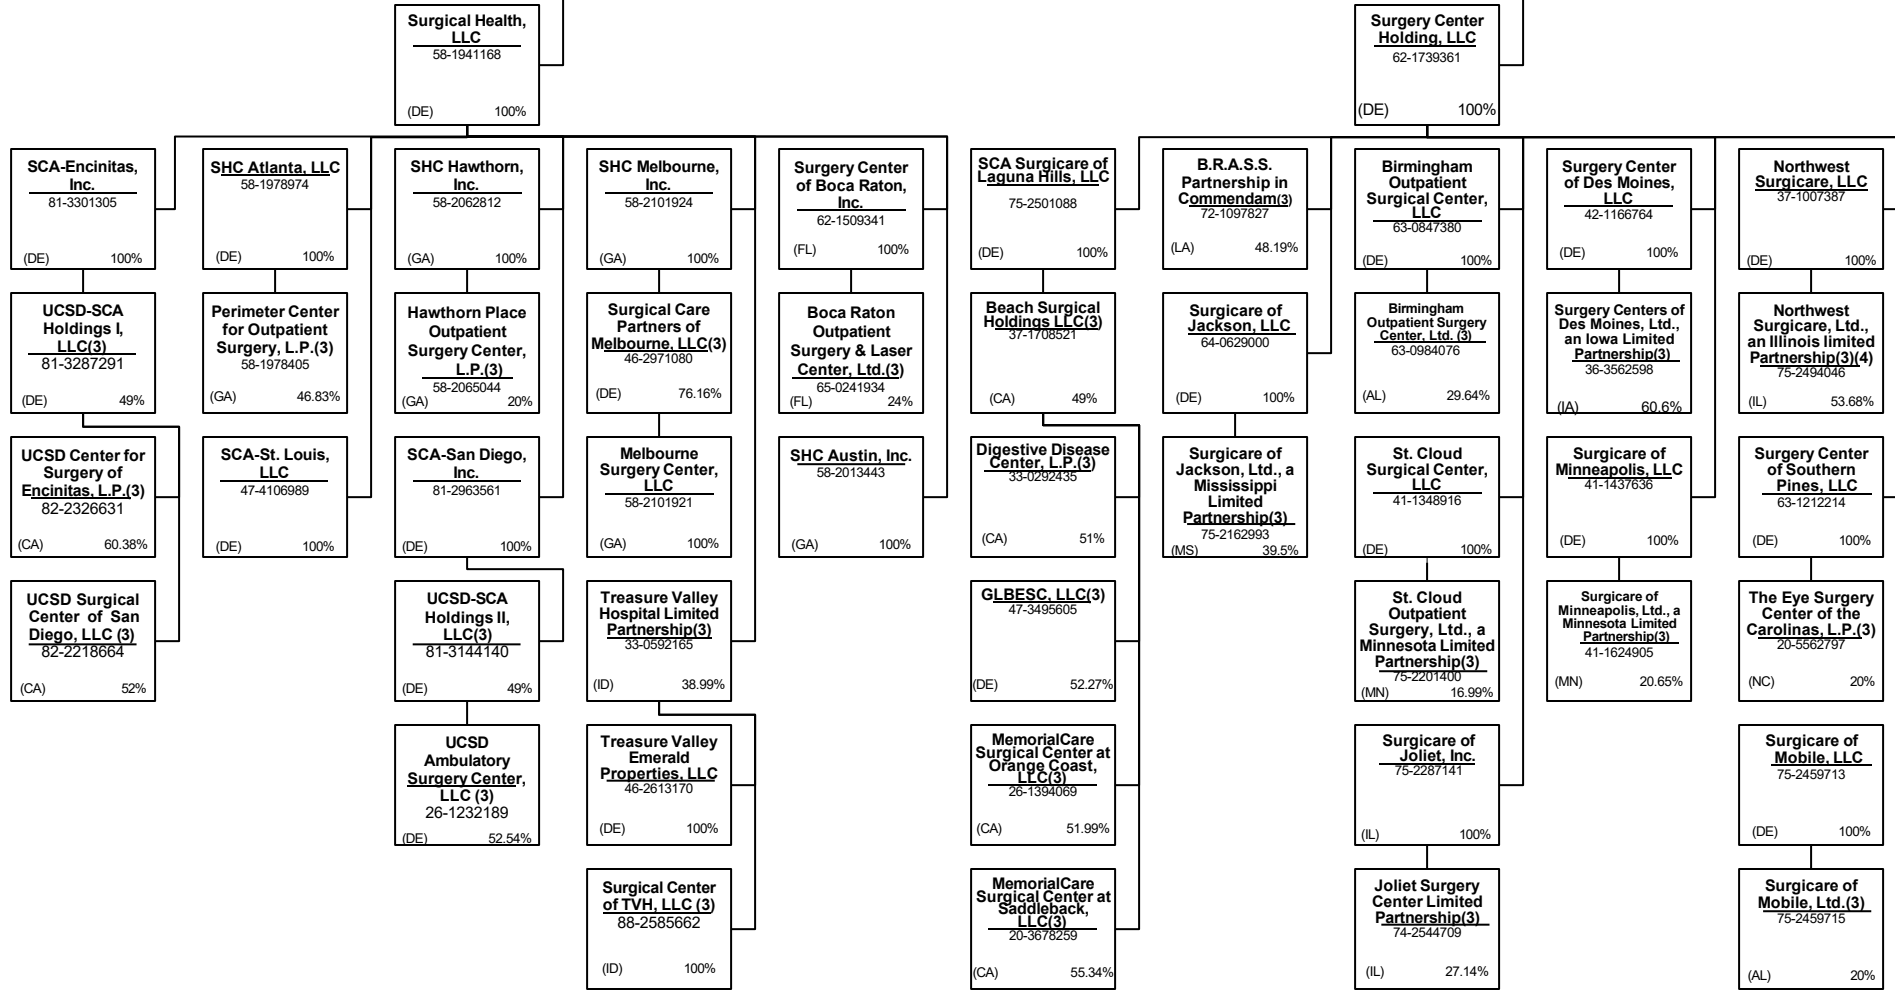 Surgical Health,
LLC
58-1941168
(DE) 100%
Surgery Center
Holding, LLC
62-1739361
(DE) 100%
SCA-Encinitas,
Inc.
81-3301305
(DE) 100%
SHC Atlanta, LLC
58-1978974
(DE) 100%
SHC Hawthorn,
Inc.
58-2062812
(GA) 100%
SHC Melbourne,
Inc.
58-2101924
(GA) 100%
Surgery Center
of Boca Raton,
Inc.
62-1509341
(FL) 100%
SCA Surgicare of
Laguna Hills, LLC
75-2501088
(DE) 100%
B.R.A.S.S.
Partnership in
Commendam(3)
72-1097827
(LA) 48.19%
Birmingham
Outpatient
Surgical Center,
LLC
63-0847380
(DE) 100%
Surgery Center
of Des Moines,
LLC
42-1166764
(DE) 100%
Northwest
Surgicare, LLC
37-1007387
(DE) 100%
UCSD-SCA
Holdings I,
LLC(3)
81-3287291
(DE) 49%
Perimeter Center
for Outpatient
Surgery, L.P.(3)
58-1978405
(GA) 46.83%
Hawthorn Place
Outpatient
Surgery Center,
L.P.(3)
58-2065044
(GA) 20%
Surgical Care
Partners of
Melbourne, LLC(3)
46-2971080
(DE) 76.16%
Boca Raton
Outpatient
Surgery & Laser
Center, Ltd.(3)
65-0241934
(FL) 24%
Beach Surgical
Holdings LLC(3)
37-1708521
(CA) 49%
Surgicare of
Jackson, LLC
64-0629000
(DE) 100%
Birmingham
Outpatient Surgery
Center, Ltd. (3)
63-0984076
(AL) 29.64%
Surgery Centers of
Des Moines, Ltd.,
an Iowa Limited
Partnership(3)
36-3562598
(IA) 60.6%
Northwest
Surgicare, Ltd.,
an Illinois limited
Partnership(3)(4)
75-2494046
(IL) 53.68%
UCSD Center for
Surgery of
Encinitas, L.P.(3)
82-2326631
(CA) 60.38%
SCA-St. Louis,
LLC
47-4106989
(DE) 100%
SCA-San Diego,
Inc.
81-2963561
(DE) 100%
Melbourne
Surgery Center,
LLC
58-2101921
(GA) 100%
SHC Austin, Inc.
58-2013443
(GA) 100%
Digestive Disease
Center, L.P.(3)
33-0292435
(CA) 51%
Surgicare of
Jackson, Ltd., a
Mississippi
Limited
Partnership(3)
75-2162993
(MS) 39.5%
St. Cloud
Surgical Center,
LLC
41-1348916
(DE) 100%
Surgicare of
Minneapolis, LLC
41-1437636
(DE) 100%
Surgery Center
of Southern
Pines, LLC
63-1212214
(DE) 100%
UCSD Surgical
Center of San
Diego, LLC (3)
82-2218664
(CA) 52%
UCSD-SCA
Holdings II,
LLC(3)
81-3144140
(DE) 49%
Treasure Valley
Hospital Limited
Partnership(3)
33-0592165
(ID) 38.99%
GLBESC, LLC(3)
47-3495605
(DE) 52.27%
St. Cloud
Outpatient
Surgery, Ltd., a
Minnesota Limited
Partnership(3)
75-2201400
(MN) 16.99%
Surgicare of
Minneapolis, Ltd., a
Minnesota Limited
Partnership(3)
41-1624905
(MN) 20.65%
The Eye Surgery
Center of the
Carolinas, L.P.(3)
20-5562797
(NC) 20%
UCSD
Ambulatory
Surgery Center,
LLC (3)
26-1232189
(DE) 52.54%
Treasure Valley
Emerald
Properties, LLC
46-2613170
(DE) 100%
MemorialCare
Surgical Center at
Orange Coast,
LLC(3)
26-1394069
(CA) 51.99%
Surgicare of
Joliet, Inc.
75-2287141
(IL) 100%
Surgicare of
Mobile, LLC
75-2459713
(DE) 100%
Surgical Center
of TVH, LLC (3)
88-2585662
(ID) 100%
MemorialCare
Surgical Center at
Saddleback,
LLC(3)
20-3678259
(CA) 55.34%
Joliet Surgery
Center Limited
Partnership(3)
74-2544709
(IL) 27.14%
Surgicare of
Mobile, Ltd.(3)
75-2459715
(AL) 20%